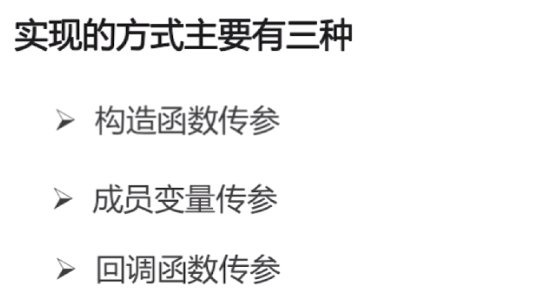 实现的方式主要有三种
➢ 构造函数传参
➢ 成员变量传参
➢ 回调函数传参